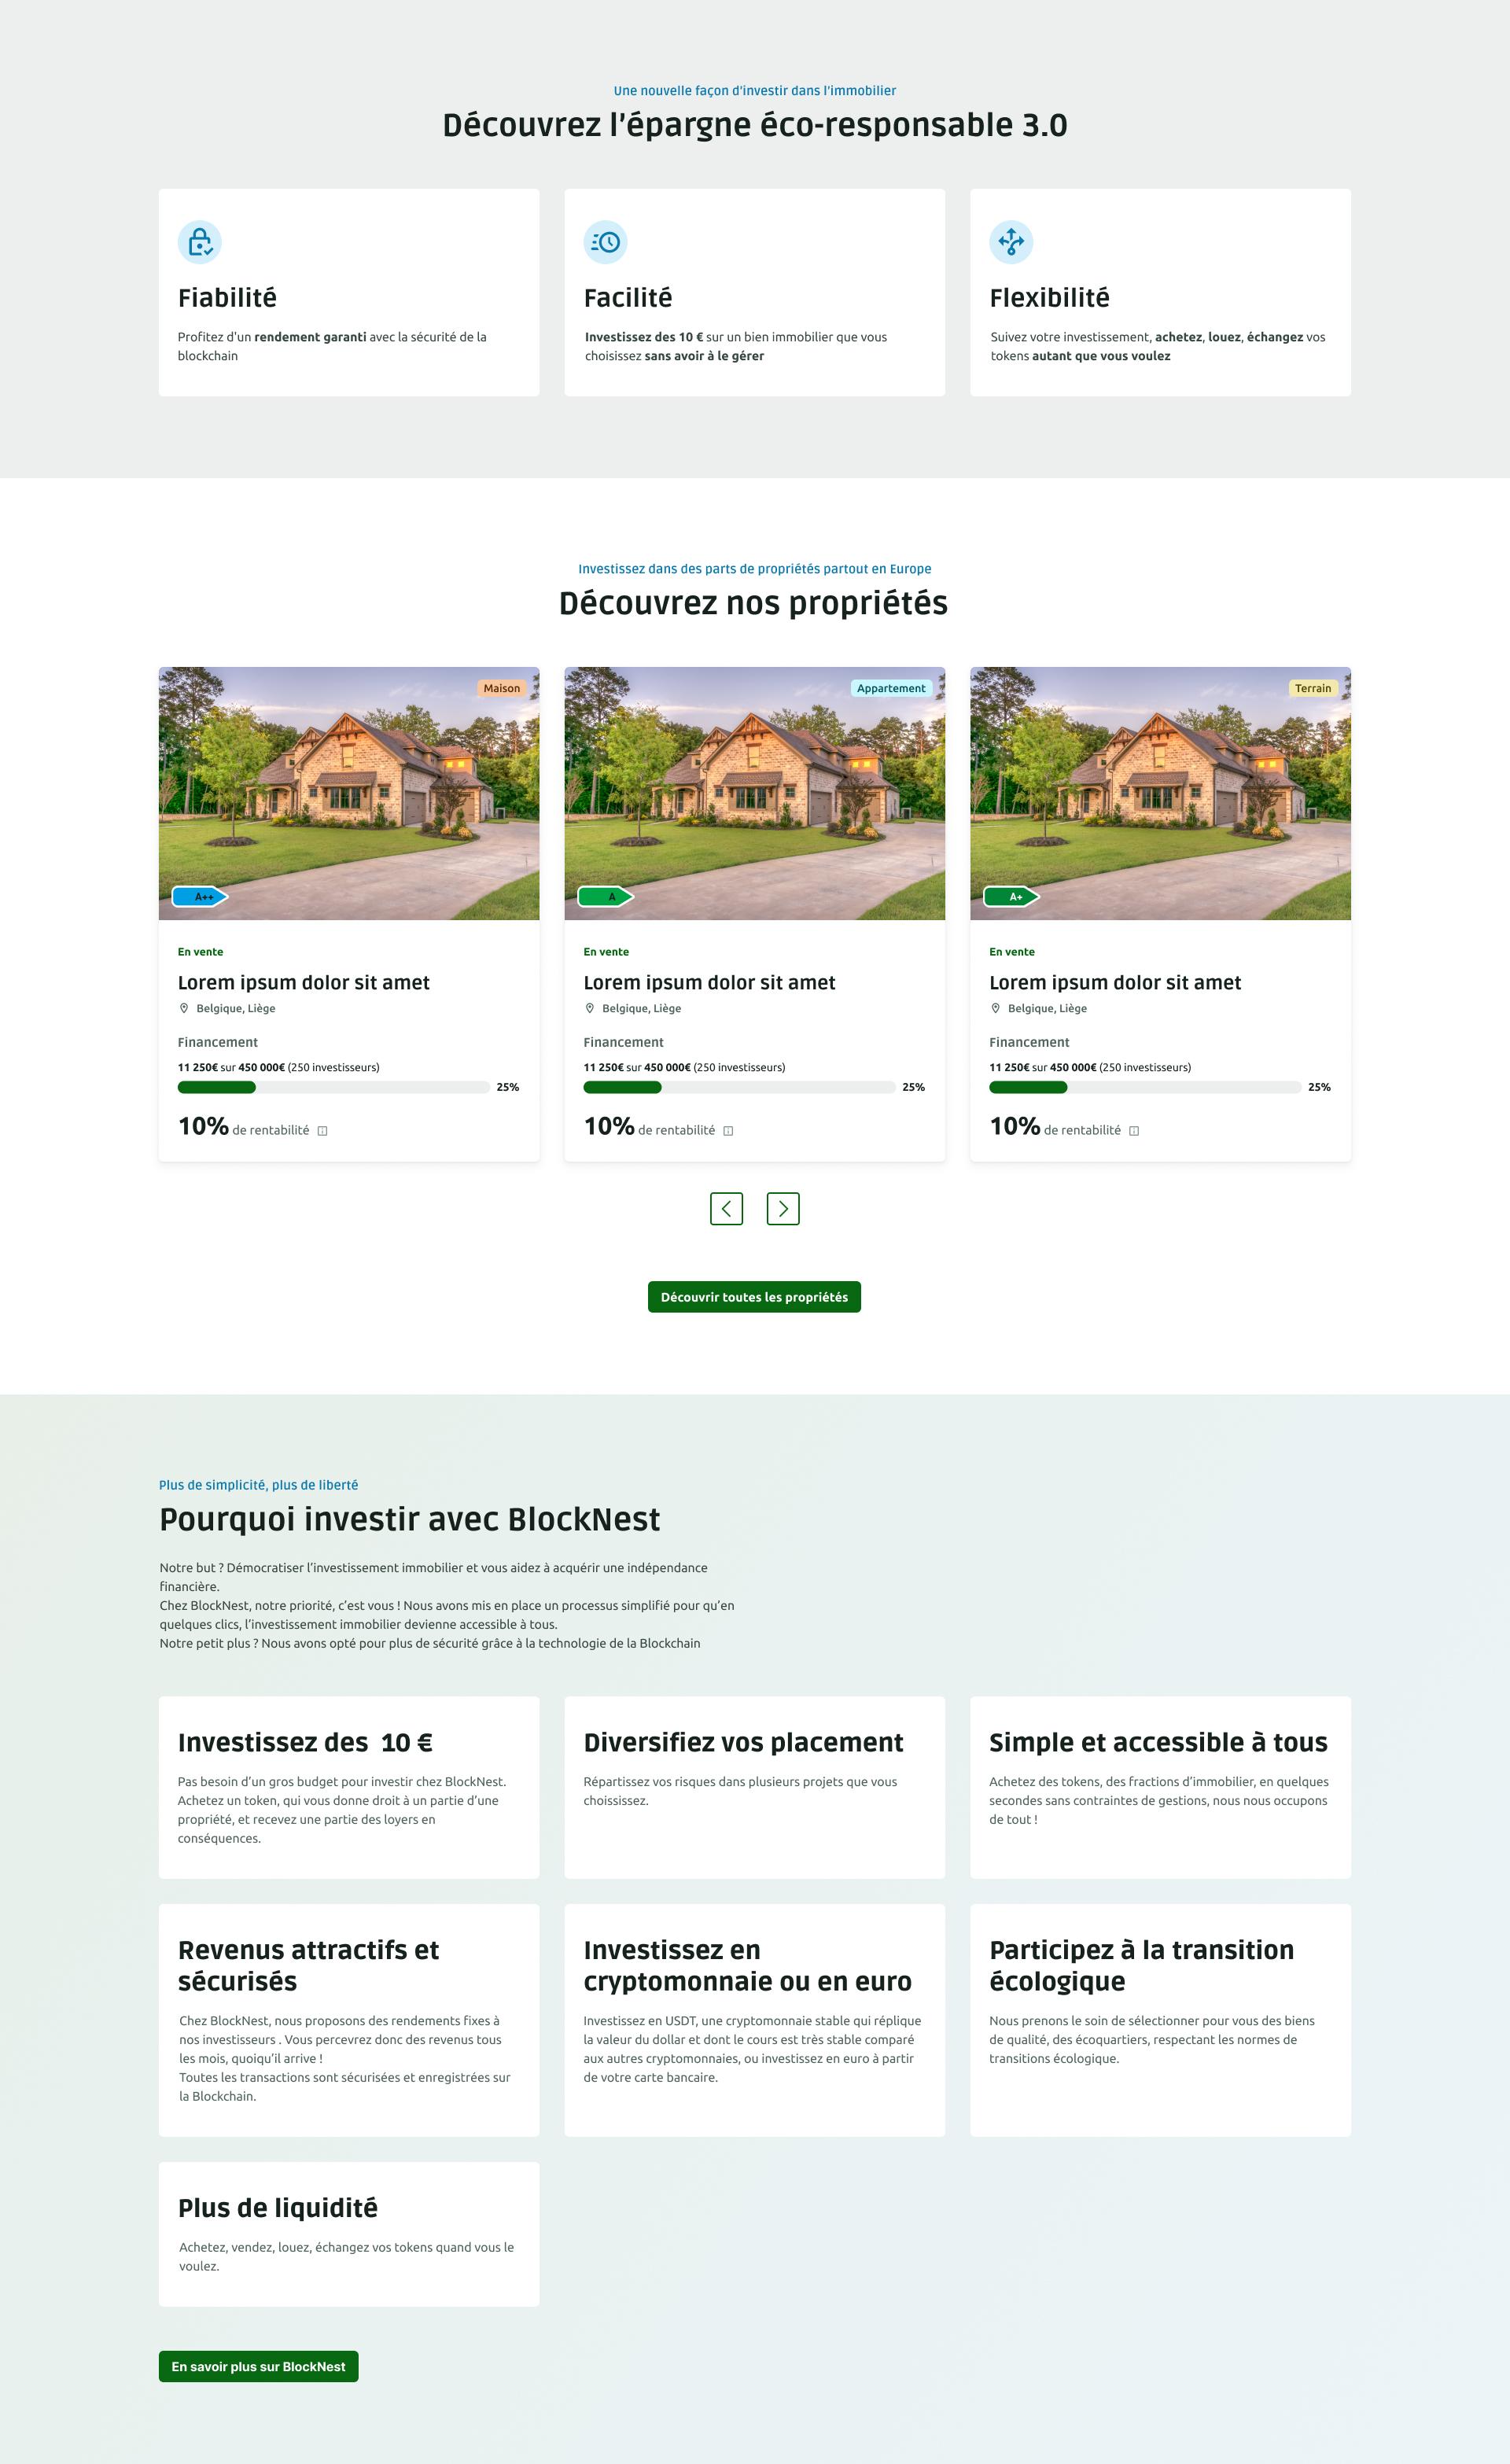 Une nouvelle façon d'investir dans l'immobilier
Découvrez l'épargne éco-responsable 3.0
Fiabilité
Profitez d'un rendement garanti avec la sécurité de la
blockchain
Facilité
Investissez des 10 € sur un bien immobilier que vous
choisissez sans avoir à le gérer
Flexibilité
Suivez votre investissement, achetez, louez, échangez vos
tokens autant que vous voulez
Investissez dans des parts de propriétés partout en Europe
Découvrez nos propriétés
Maison
A++
En vente
Lorem ipsum dolor sit amet
Belgique, Liège
Financement
11 250€ sur 450 000€ (250 investisseurs)
25%
10% de rentabilité
Appartement
A
En vente
Lorem ipsum dolor sit amet
Belgique, Liège
Financement
11 250€ sur 450 000€ (250 investisseurs)
25%
10% de rentabilité
Terrain
A+
En vente
Lorem ipsum dolor sit amet
Belgique, Liège
Financement
11 250€ sur 450 000€ (250 investisseurs)
25%
10% de rentabilité
Découvrir toutes les propriétés
Plus de simplicité, plus de liberté
Pourquoi investir avec BlockNest
Notre but ? Démocratiser l'investissement immobilier et vous aidez à acquérir une indépendance
financière.
Chez BlockNest, notre priorité, c'est vous ! Nous avons mis en place un processus simplifié pour qu'en
quelques clics, l'investissement immobilier devienne accessible à tous.
Notre petit plus ? Nous avons opté pour plus de sécurité grâce à la technologie de la Blockchain
Investissez des 10 €
Pas besoin d'un gros budget pour investir chez BlockNest.
Achetez un token, qui vous donne droit à un partie d'une
propriété, et recevez une partie des loyers en
conséquences.
Diversifiez vos placement
Répartissez vos risques dans plusieurs projets que vous
choississez.
Simple et accessible à tous
Achetez des tokens, des fractions d'immobilier, en quelques
secondes sans contraintes de gestions, nous nous occupons
de tout !
Revenus attractifs et
sécurisés
Chez BlockNest, nous proposons des rendements fixes à
nos investisseurs . Vous percevrez donc des revenus tous
les mois, quoiqu'il arrive !
Toutes les transactions sont sécurisées et enregistrées sur
la Blockchain.
Investissez en
cryptomonnaie ou en euro
Investissez en USDT, une cryptomonnaie stable qui réplique
la valeur du dollar et dont le cours est très stable comparé
aux autres cryptomonnaies, ou investissez en euro à partir
de votre carte bancaire.
Participez à la transition
écologique
Nous prenons le soin de sélectionner pour vous des biens
de qualité, des écoquartiers, respectant les normes de
transitions écologique.
Plus de liquidité
Achetez, vendez, louez, échangez vos tokens quand vous le
voulez.
En savoir plus sur BlockNest